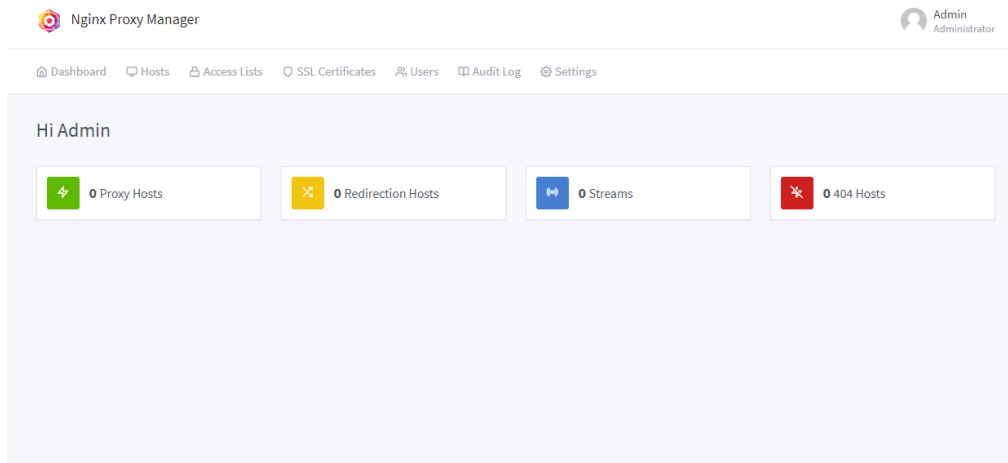 Nginx Proxy Manager
Admin
Administrator
Dashboard Hosts Access Lists SSL Certificates Users Audit Log Settings
Hi Admin
0 Proxy Hosts
0 Redirection Hosts
0 Streams
0 404 Hosts